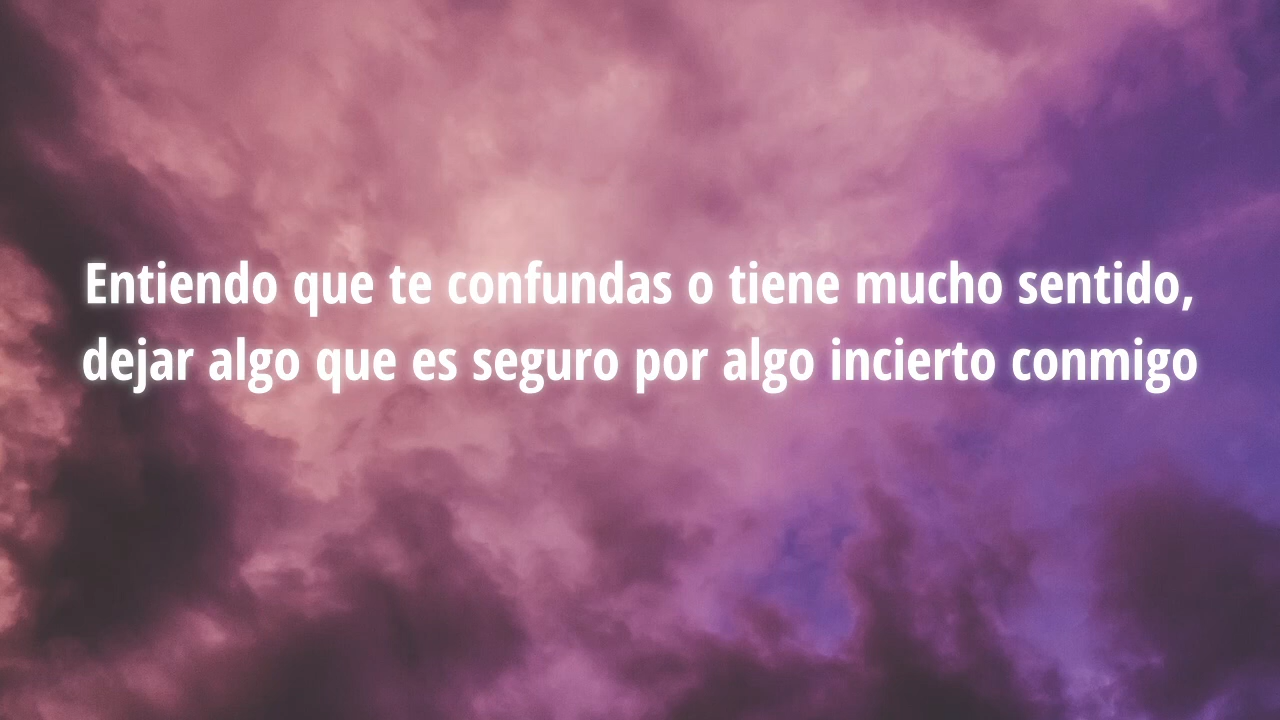 Entiendo que te confundas o tiene mucho sentido,
dejar algo que es seguro por algo incierto conmigo